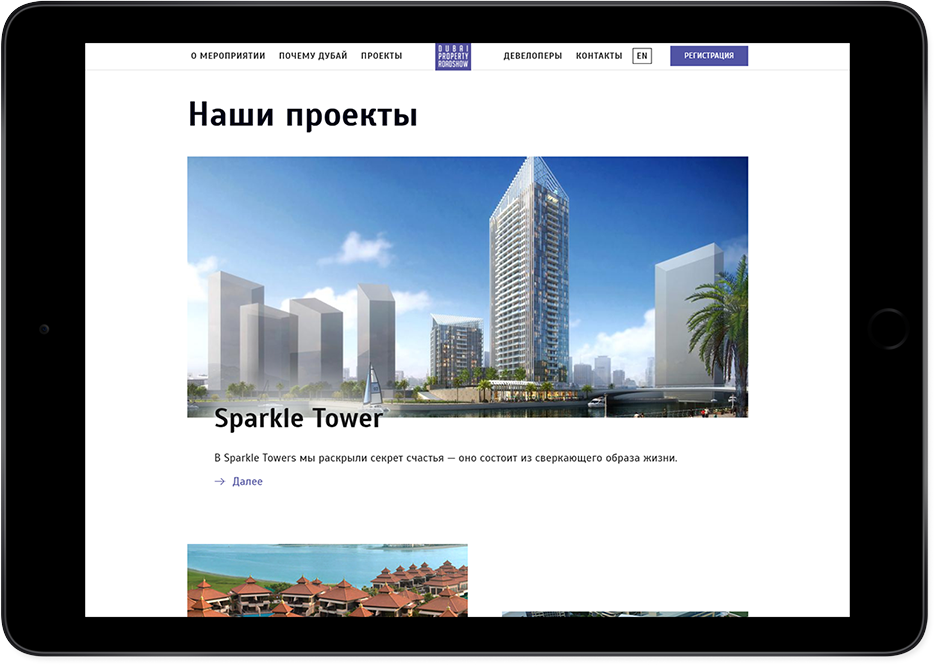 О МЕРОПРИЯТИИ ПОЧЕМУ ДУБАЙ ПРОЕКТЫ
DUBAI
PROPERTY
ROADSHOW
ДЕВЕЛОПЕРЫ КОНТАКТЫ EN РЕГИСТРАЦИЯ
Наши проекты
Sparkle Tower
В Sparkle Towers мы раскрыли секрет счастья — оно состоит из сверкающего образа жизни.
→ Далее